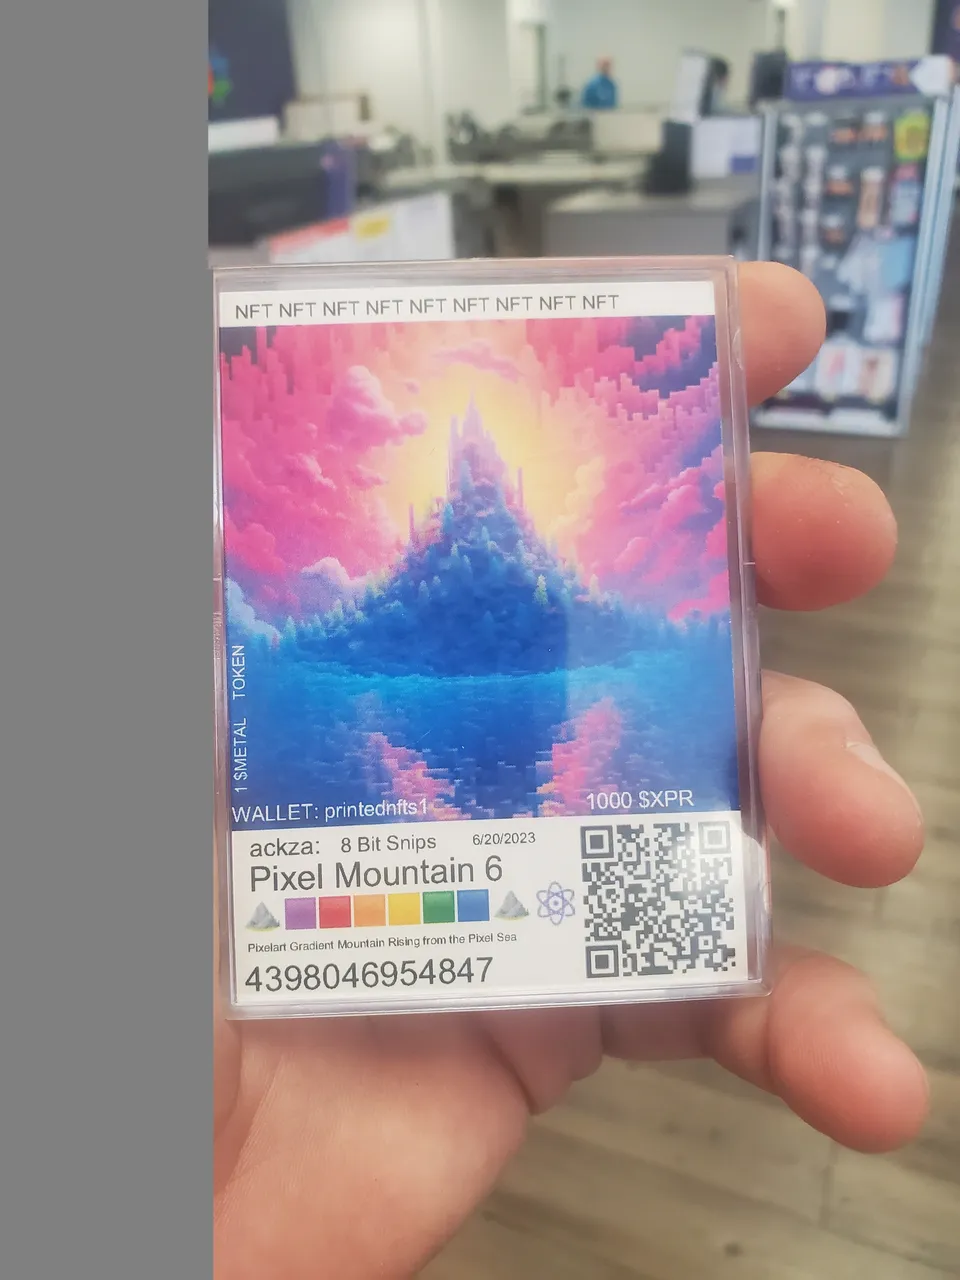 NFT NFT NFT NFT NFT NFT NFT NFT NFT
1 $METAL TOKEN
WALLET: printednfts1
1000 $XPR
ackza: 8 Bit Snips 6/20/2023
Pixel Mountain 6
Pixelart Gradient Mountain Rising from the Pixel Sea
4398046954847